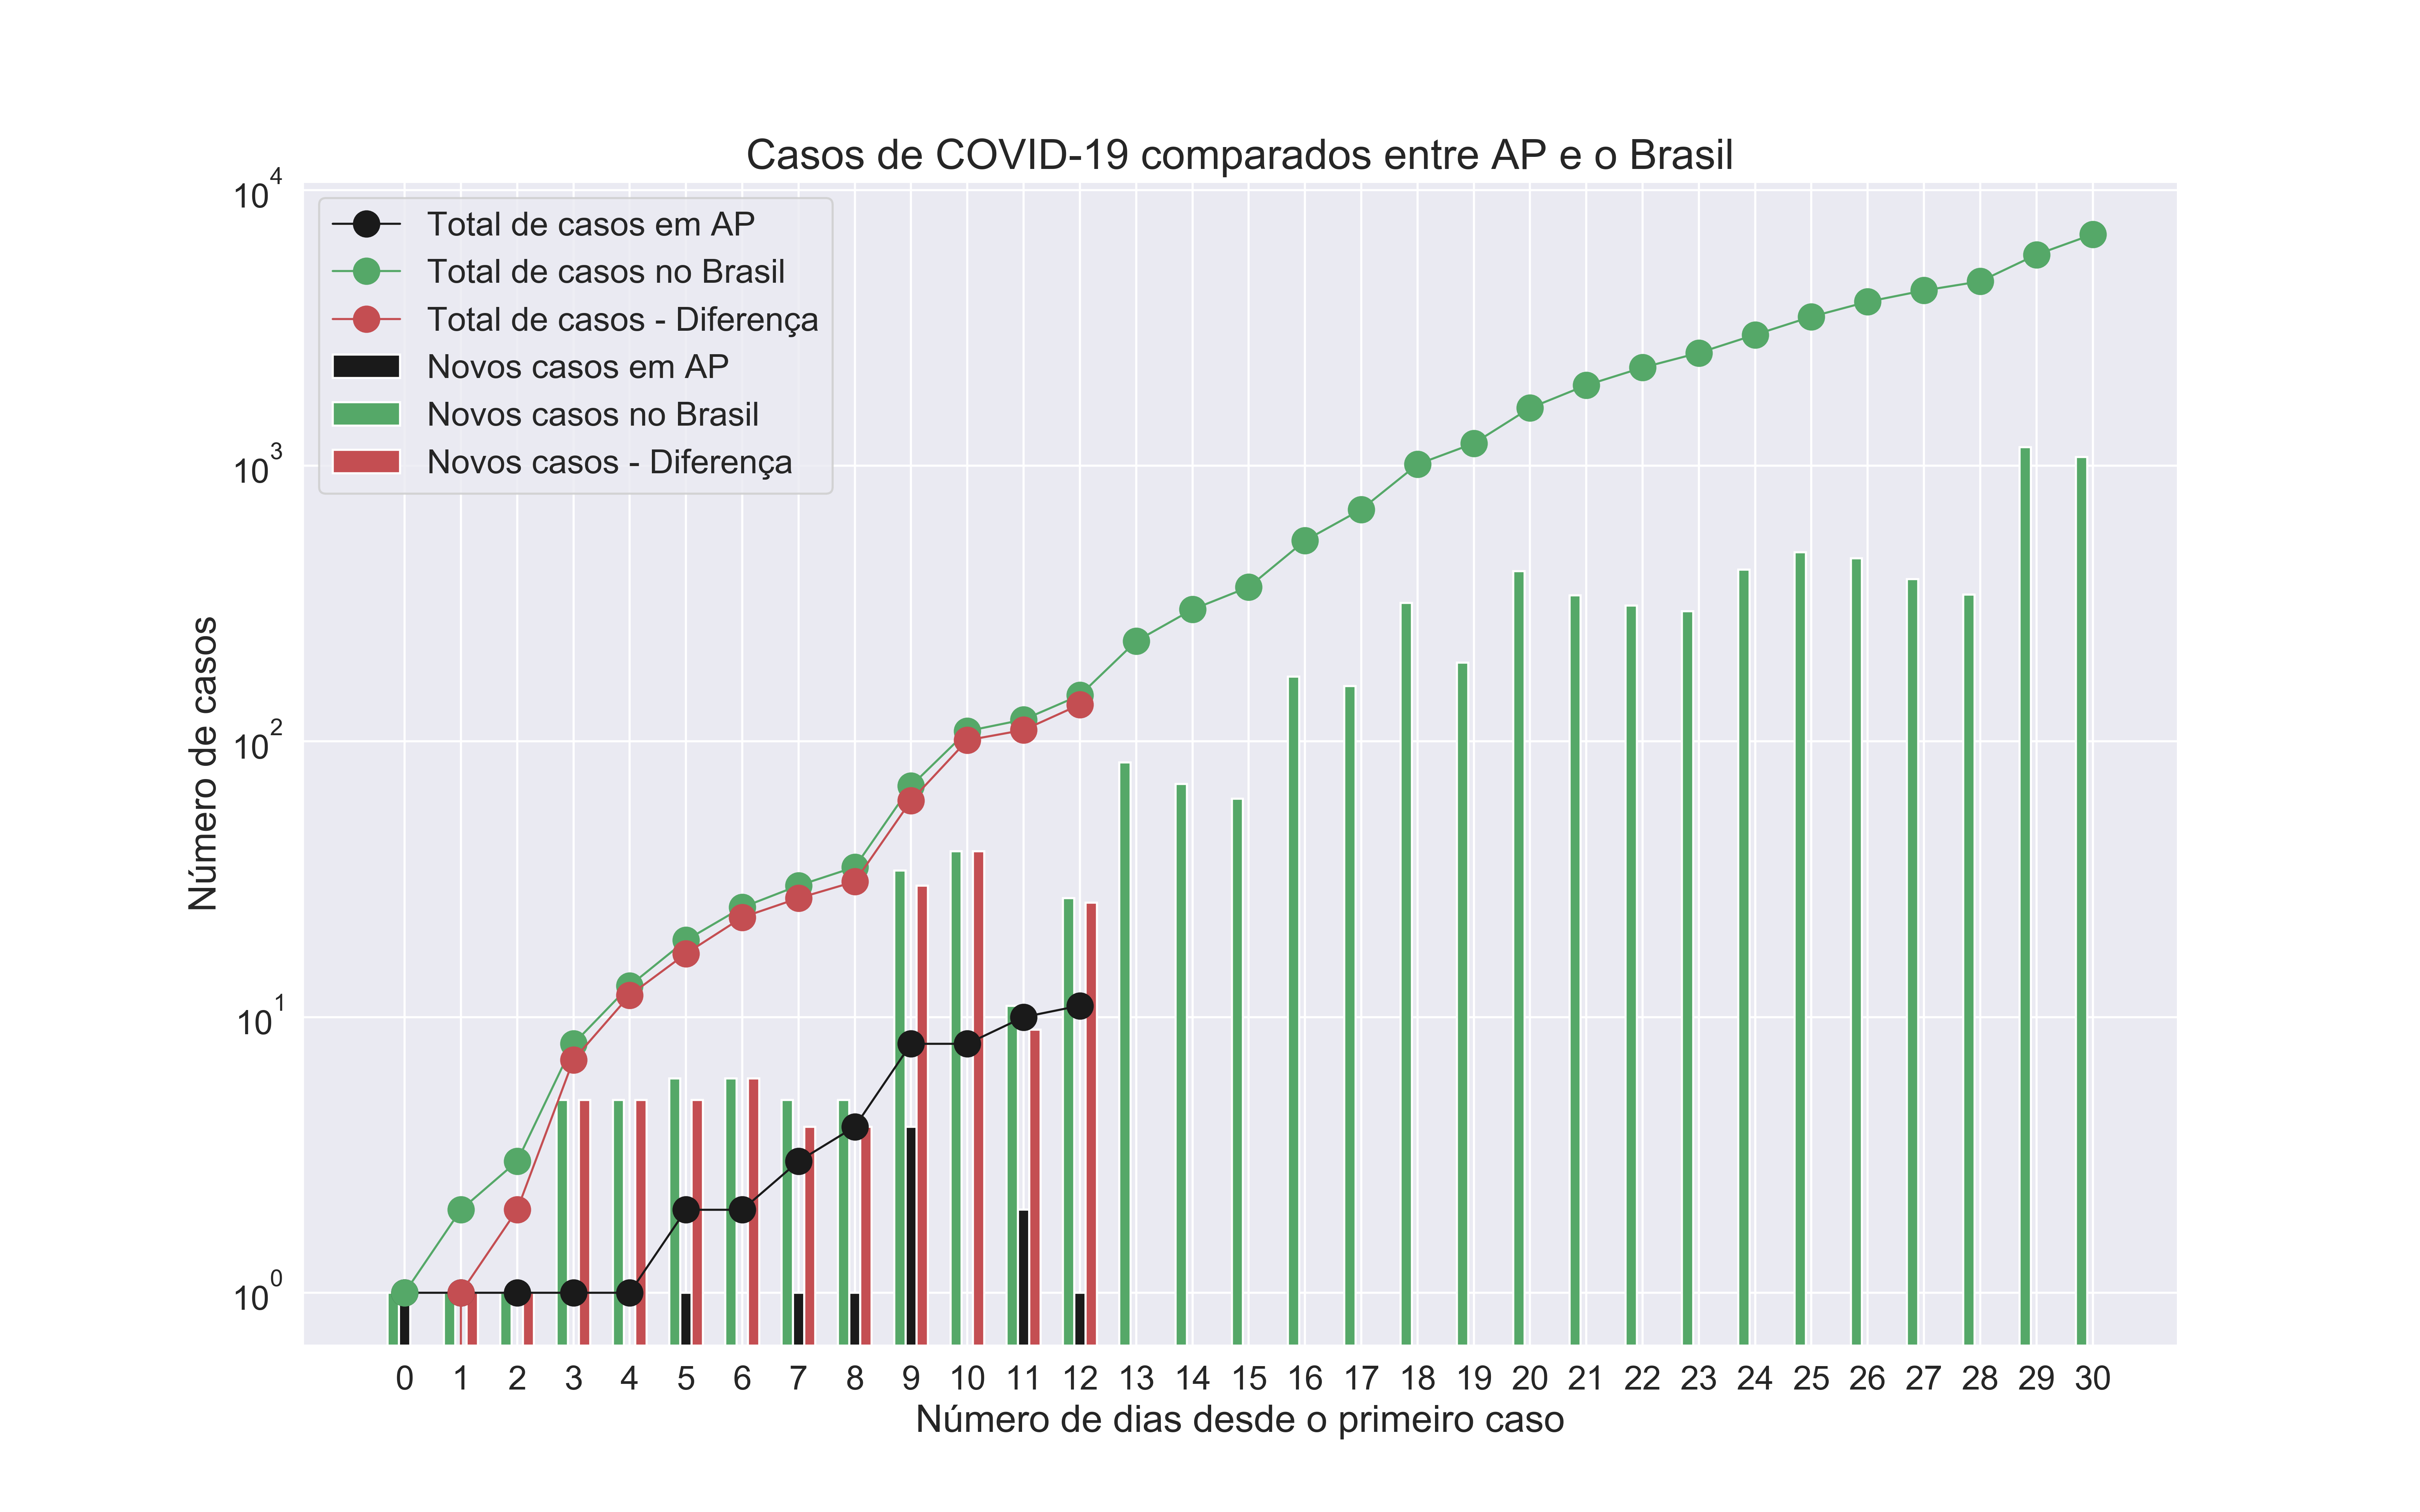 Casos de COVID-19 comparados entre AP e o Brasil
Total de casos em AP
Total de casos no Brasil
Total de casos - Diferença
Novos casos em AP
Novos casos no Brasil
Novos casos - Diferença
10^4
10^3
10^2
10^1
10^0
Número de casos
0 1 2 3 4 5 6 7 8 9 10 11 12 13 14 15 16 17 18 19 20 21 22 23 24 25 26 27 28 29 30
Número de dias desde o primeiro caso